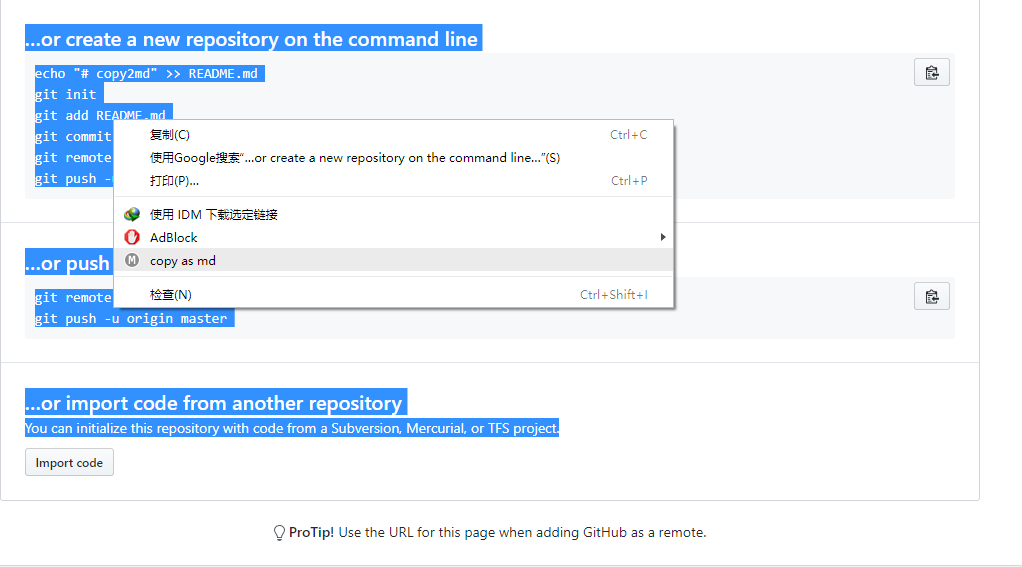 …or create a new repository on the command line
echo "# copy2md" >> README.md
git init
git add README.md
git commit
git remote
git push -
复制(C) Ctrl+C
使用Google搜索“…or create a new repository on the command line…”(S)
打印(P)... Ctrl+P
使用 IDM 下载选定链接
AdBlock
M copy as md
检查(N) Ctrl+Shift+I
…or push
git remote
git push -u origin master
…or import code from another repository
You can initialize this repository with code from a Subversion, Mercurial, or TFS project.
Import code
ProTip! Use the URL for this page when adding GitHub as a remote.